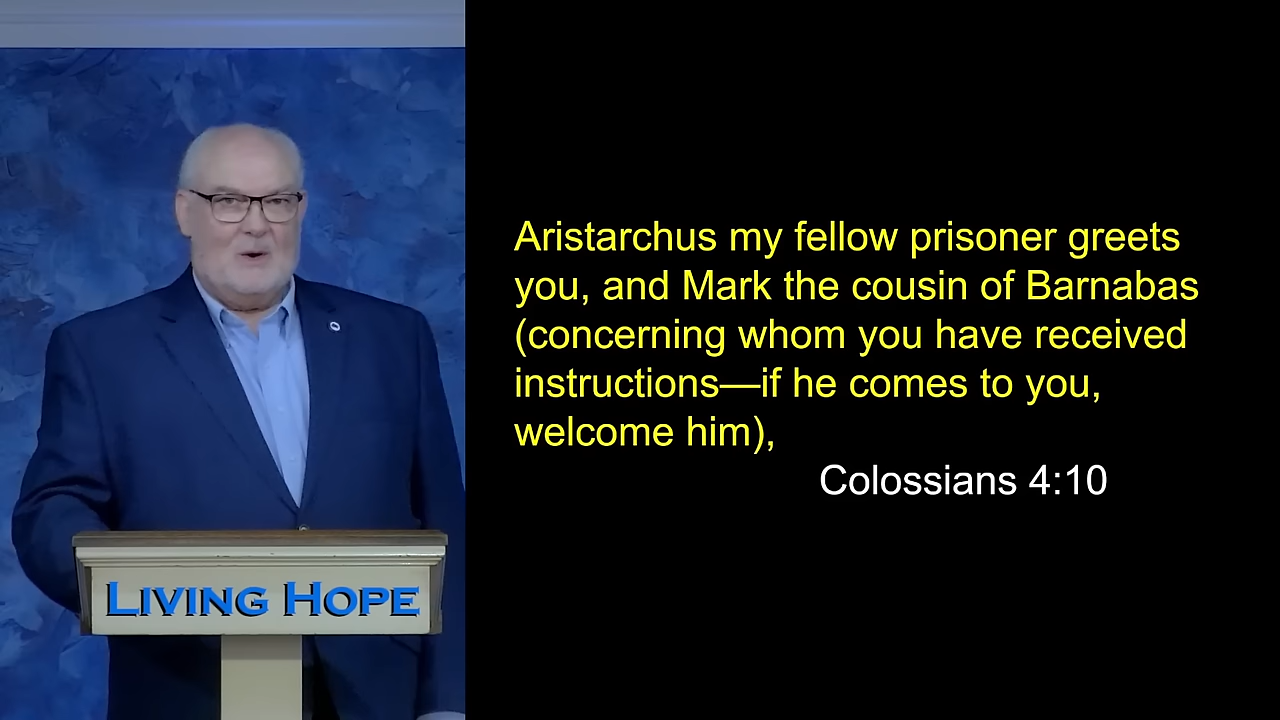 Aristarchus my fellow prisoner greets
you, and Mark the cousin of Barnabas
(concerning whom you have received
instructions—if he comes to you,
welcome him),
Colossians 4:10
LIVING HOPE